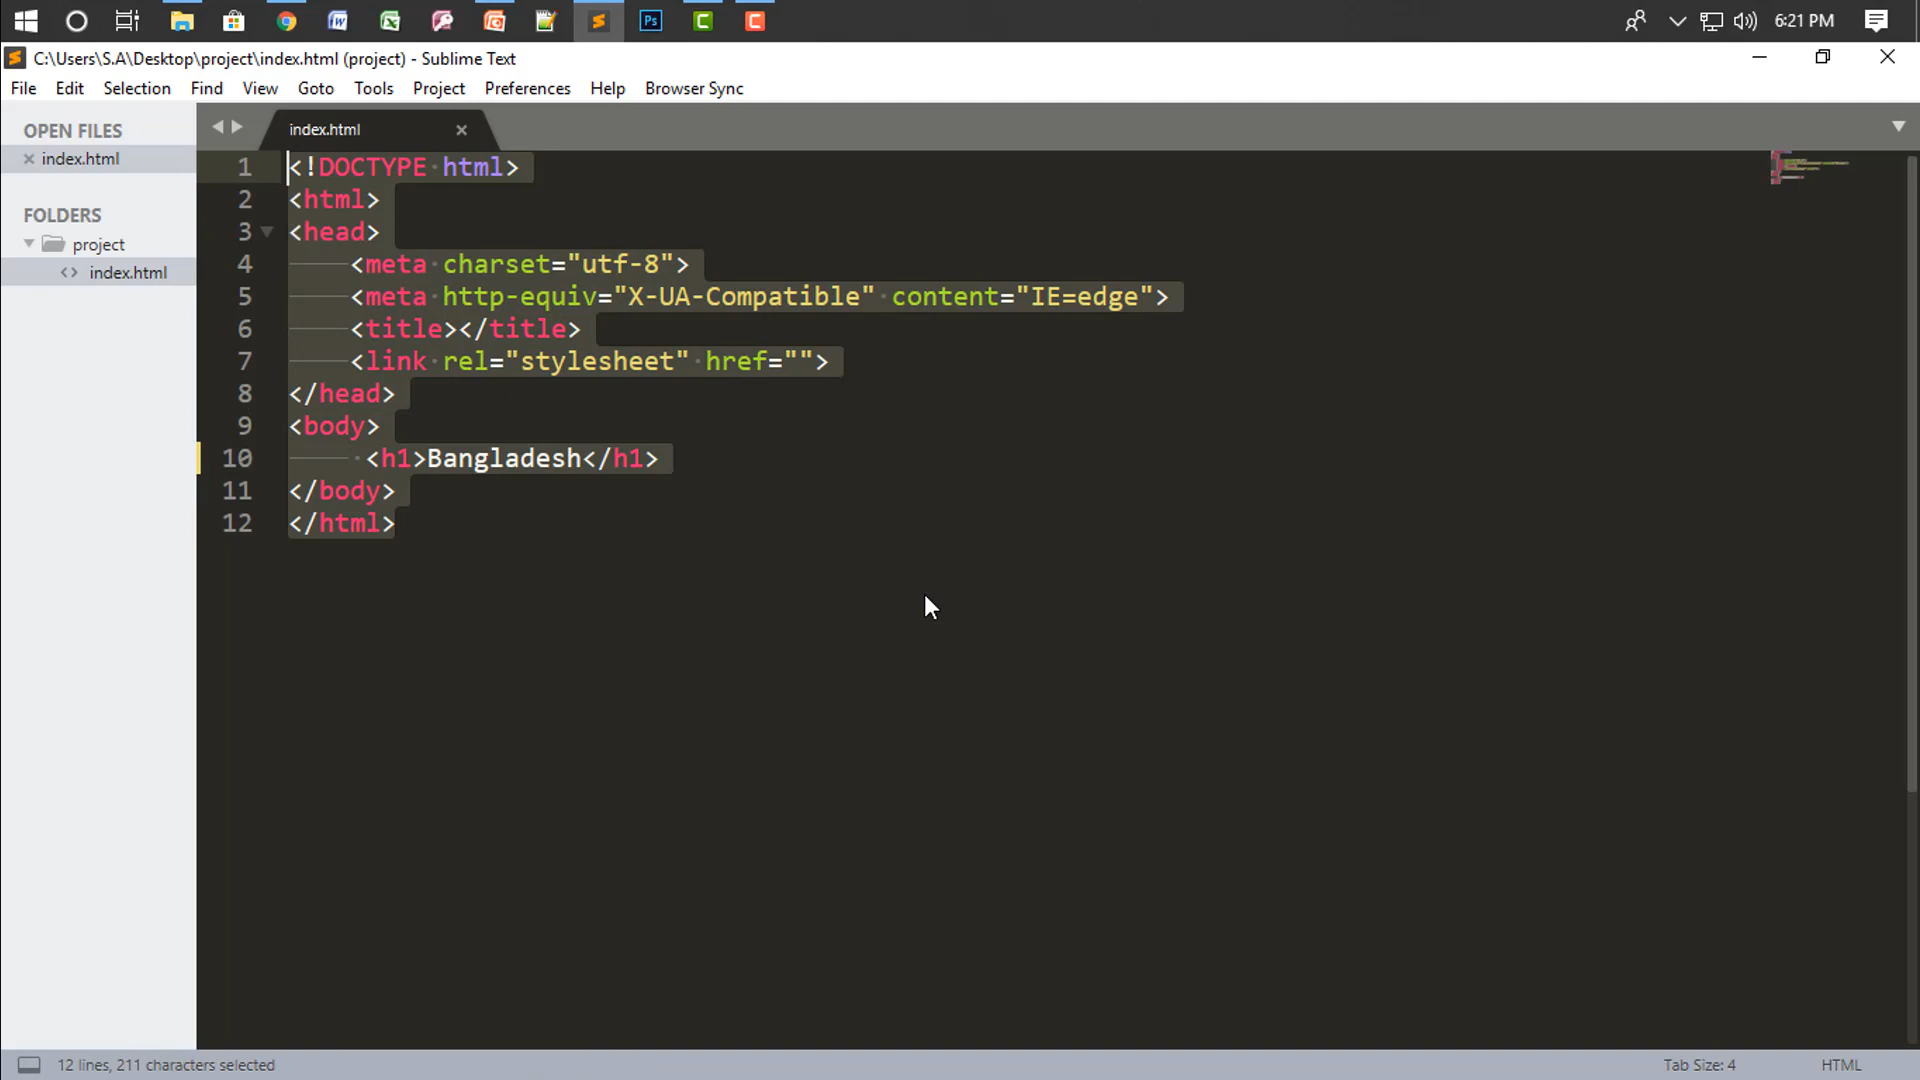 6:21 PM
C:\Users\S.A\Desktop\project\index.html (project) - Sublime Text
File Edit Selection Find View Goto Tools Project Preferences Help Browser Sync
OPEN FILES
index.html
FOLDERS
project
index.html
index.html
1 <!DOCTYPE html>
2 <html>
3 <head>
4 <meta charset="utf-8">
5 <meta http-equiv="X-UA-Compatible" content="IE=edge">
6 <title></title>
7 <link rel="stylesheet" href="">
8 </head>
9 <body>
10 <h1>Bangladesh</h1>
11 </body>
12 </html>
12 lines, 211 characters selected
Tab Size: 4 HTML